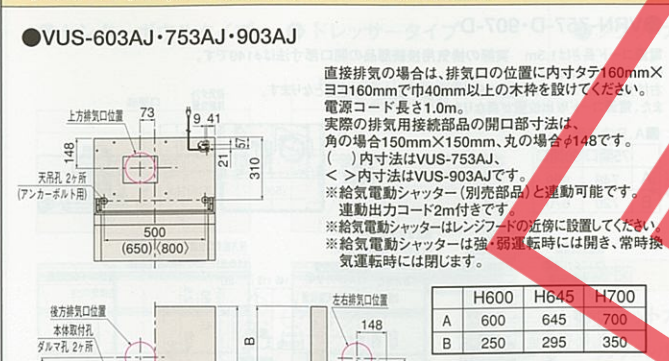 ●VUS-603AJ・753AJ・903AJ
直接排気の場合は、排気口の位置に内寸タテ160mm×
ヨコ160mmで巾40mm以上の木枠を設けてください。
電源コード長さ1.0m。
実際の排気用接続部品の開口部寸法は、
角の場合150mm×150mm、丸の場合φ148です。
( )内寸法はVUS-753AJ、
< >内寸法はVUS-903AJです。
※給気電動シャッター(別売部品)と連動可能です。
連動出力コード2m付きです。
※給気電動シャッターはレンジフードの近傍に設置してください。
※給気電動シャッターは強・弱運転時には開き、常時換
気運転時には閉じます。
上方排気口位置
73
9 41
148
21
57
310
天吊孔 2ヶ所
(アンカーボルト用)
500
(650)〈800〉
後方排気口位置
本体取付孔
ダルマ孔 2ヶ所
B
左右排気口位置
148
H600 H645 H700
A 600 645 700
B 250 295 350